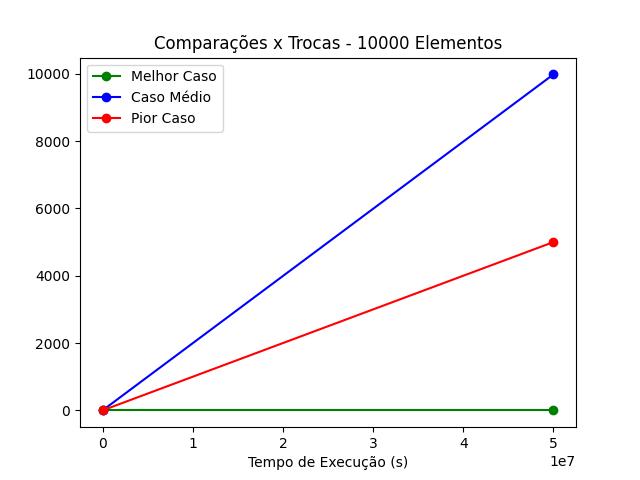 Comparações x Trocas - 10000 Elementos
Melhor Caso
Caso Médio
Pior Caso
10000
8000
6000
4000
2000
0
0 1 2 3 4 5
1e7
Tempo de Execução (s)